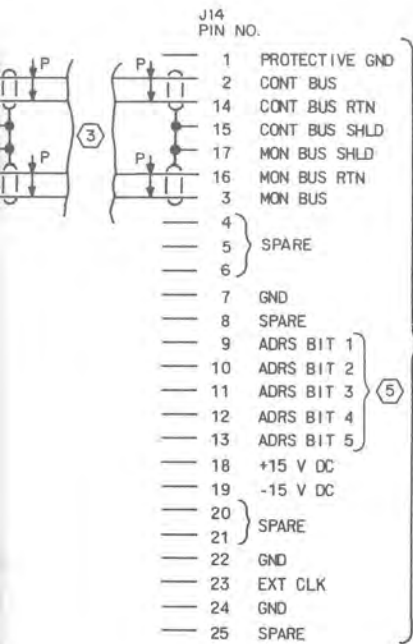 J14
PIN NO.
1 PROTECTIVE GND
P P 2 CONT BUS
14 CONT BUS RTN
3 15 CONT BUS SHLD
17 MON BUS SHLD
P P 16 MON BUS RTN
3 MON BUS
4
5 SPARE
6
7 GND
8 SPARE
9 ADRS BIT 1
10 ADRS BIT 2
11 ADRS BIT 3 5
12 ADRS BIT 4
13 ADRS BIT 5
18 +15 V DC
19 -15 V DC
20
SPARE
21
22 GND
23 EXT CLK
24 GND
25 SPARE